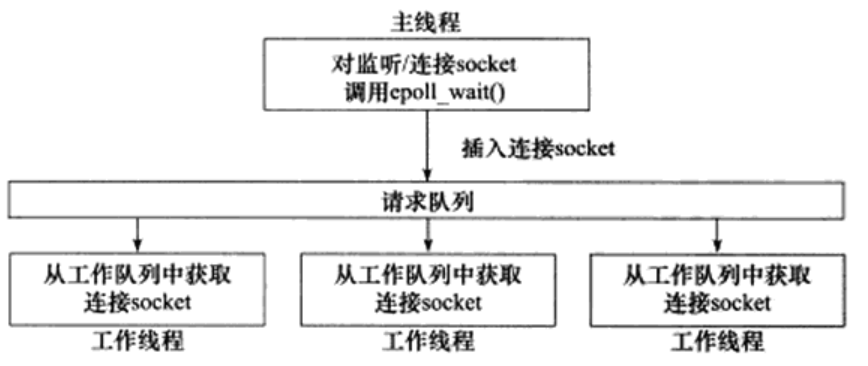 主线程
对监听/连接socket
调用epoll_wait()
插入连接socket
请求队列
从工作队列中获取
连接socket
工作线程
从工作队列中获取
连接socket
工作线程
从工作队列中获取
连接socket
工作线程